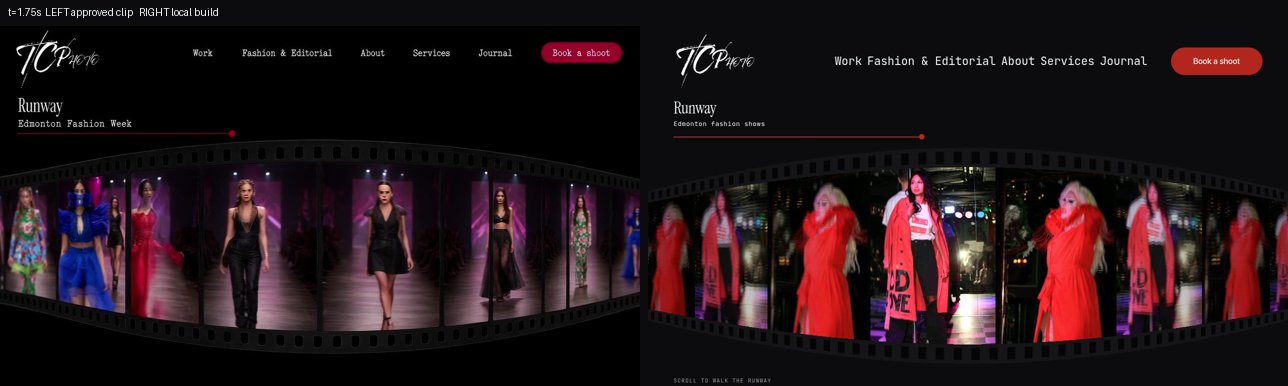 t=1.75s LEFT approved clip RIGHT local build
TCPHOTO
Work Fashion & Editorial About Services Journal Book a shoot
Runway
Edmonton Fashion Week
TCPHOTO
Work Fashion & Editorial About Services Journal Book a shoot
Runway
Edmonton fashion shows
SCROLL TO WALK THE RUNWAY